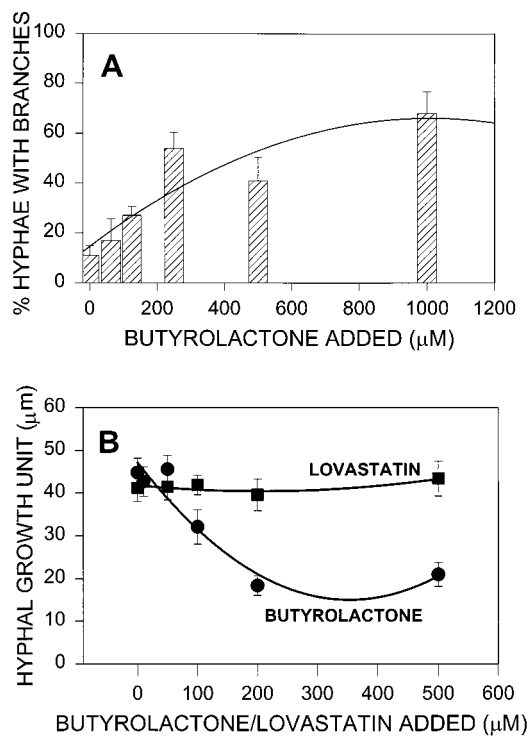 100
A
80
60
40
20
0
% HYPHAE WITH BRANCHES
0 200 400 600 800 1000 1200
BUTYROLACTONE ADDED (μM)
60
B
50
LOVASTATIN
40
30
20
BUTYROLACTONE
10
0
HYPHAL GROWTH UNIT (μm)
0 100 200 300 400 500 600
BUTYROLACTONE/LOVASTATIN ADDED (μM)